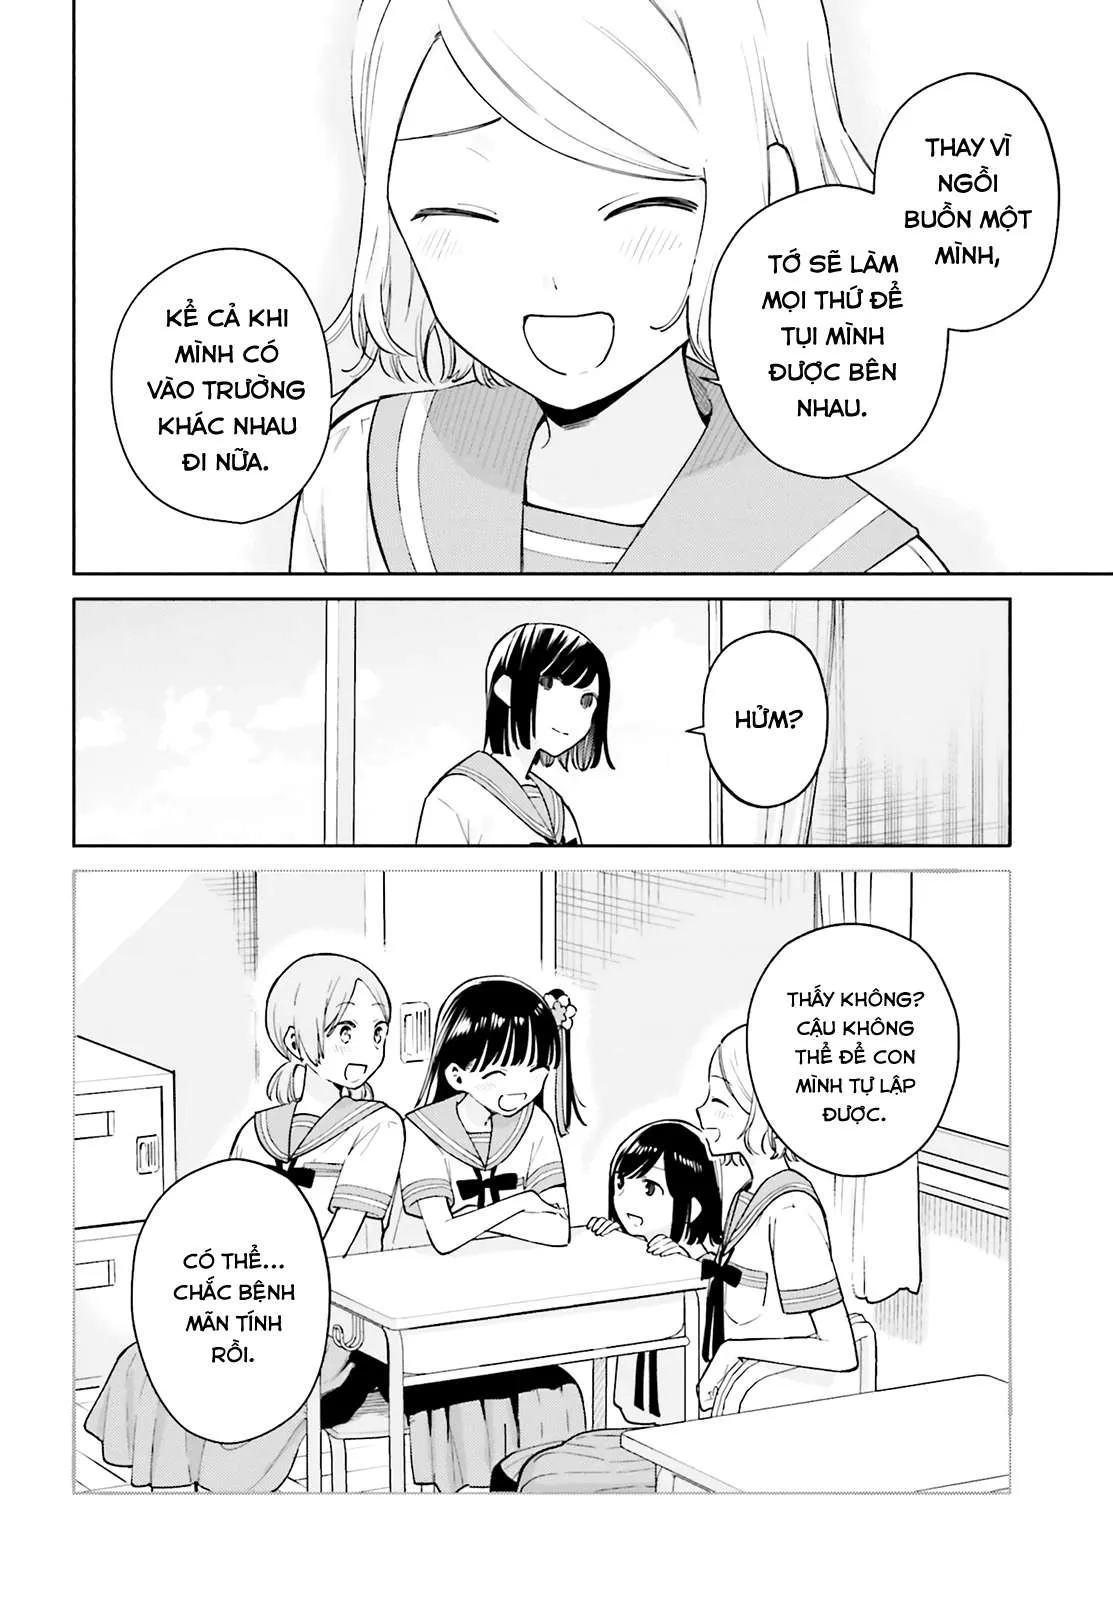 THAY VÌ
NGỒI
BUỒN MỘT
MÌNH,
TỚ SẼ LÀM
MỌI THỨ ĐỂ
TỤI MÌNH
ĐƯỢC BÊN
NHAU.
KỂ CẢ KHI
MÌNH CÓ
VÀO TRƯỜNG
KHÁC NHAU
ĐI NỮA.
HỬM?
THẤY KHÔNG?
CẬU KHÔNG
THỂ ĐỂ CON
MÌNH TỰ LẬP
ĐƯỢC.
CÓ THỂ...
CHẮC BỆNH
MÃN TÍNH
RỒI.